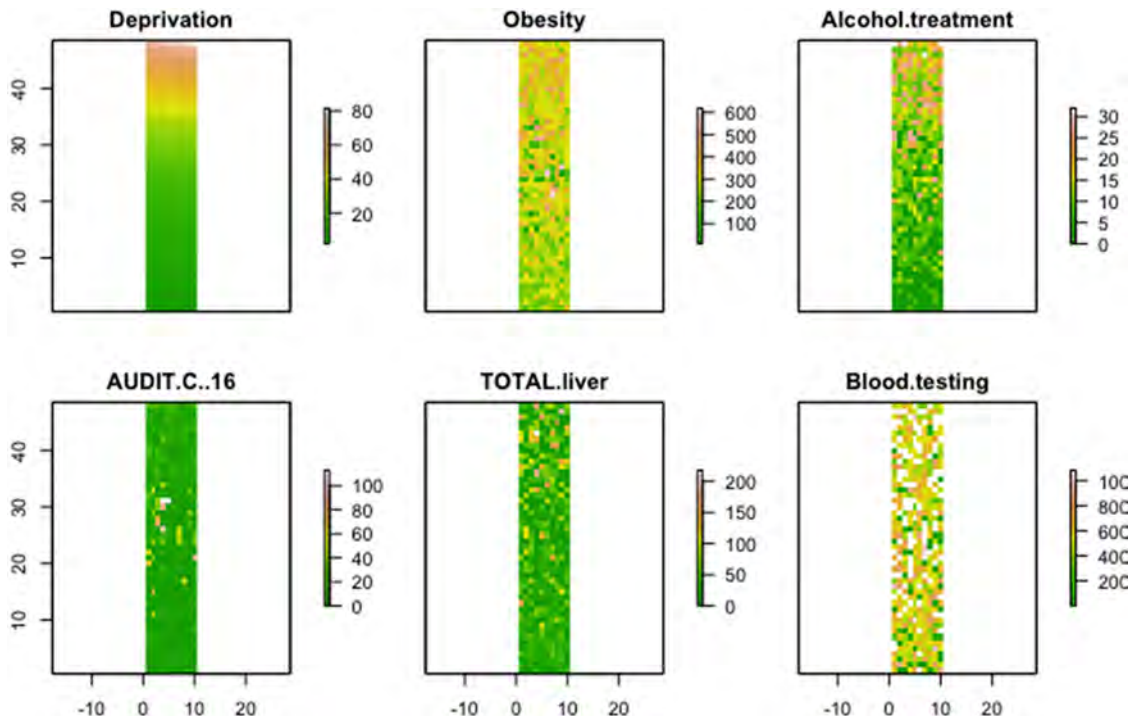 Deprivation Obesity Alcohol.treatment
10 20 30 40
20 40 60 80
100 200 300 400 500 600
0 5 10 15 20 25 30
AUDIT.C..16 TOTAL.liver Blood.testing
10 20 30 40
0 20 40 60 80 100
0 50 100 150 200
-10 0 10 20 -10 0 10 20 -10 0 10 20